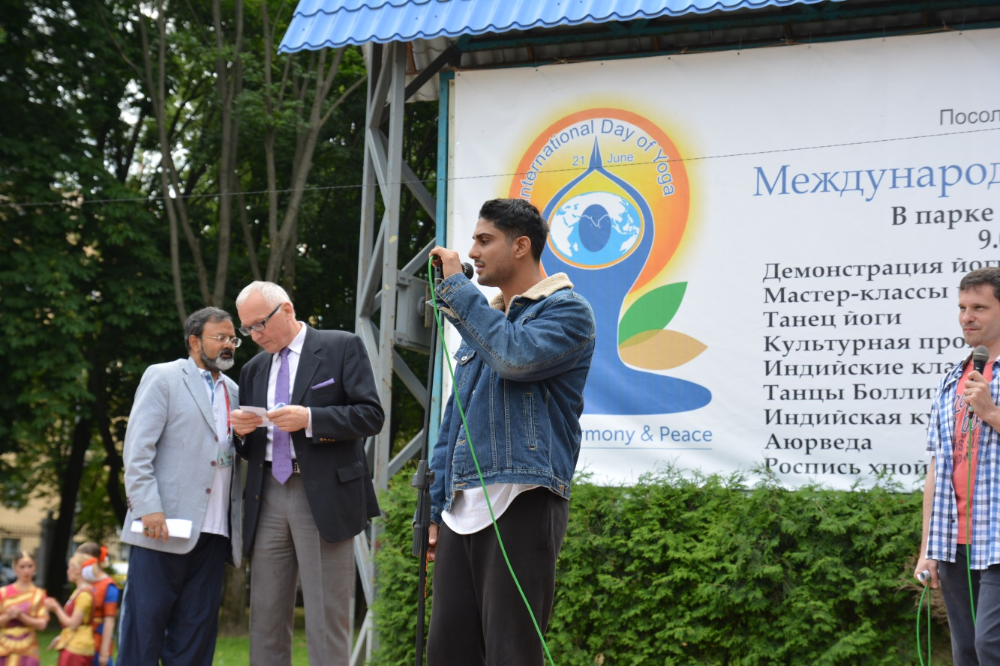 International Day of Yoga
21 June
rmony & Peace
Посол
Международ
В парке
9.
Демонстрация йоги
Мастер-классы
Танец йоги
Культурная про
Индийские кла
Танцы Болли
Индийская ку
Аюрведа
Роспись хной